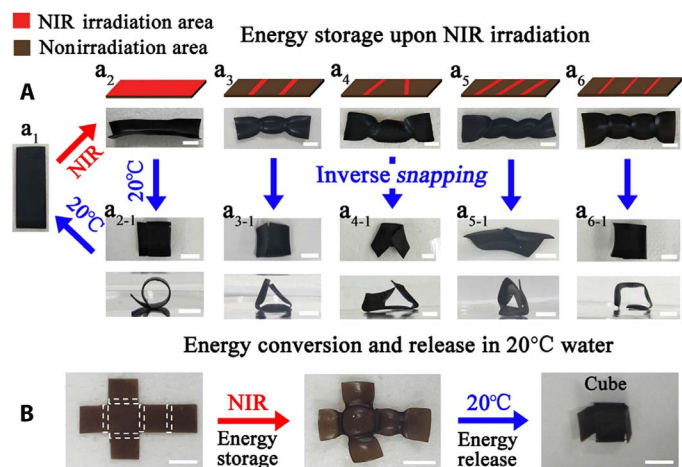 NIR irradiation area
Nonirradiation area
Energy storage upon NIR irradiation
A
a1
a2
a3
a4
a5
a6
NIR
20℃
20℃
Inverse snapping
a2-1
a3-1
a4-1
a5-1
a6-1
Energy conversion and release in 20°C water
B
NIR
Energy
storage
20℃
Energy
release
Cube